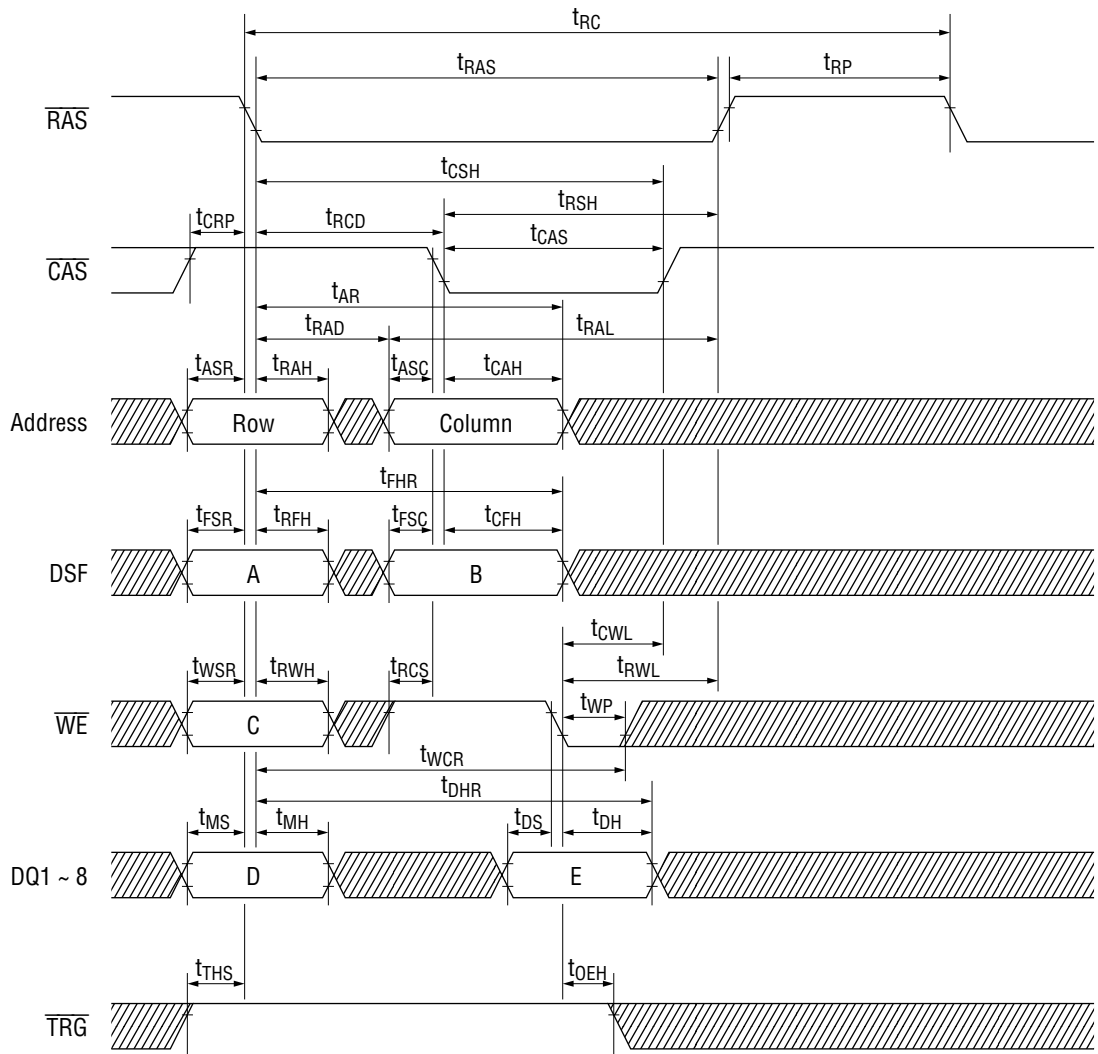 tRC
tRAS
tRP
RAS
tCSH
tRSH
tCRP
tRCD
tCAS
CAS
tAR
tRAD
tRAL
tASR
tRAH
tASC
tCAH
Address
Row
Column
tFHR
tFSR
tRFH
tFSC
tCFH
DSF
A
B
tCWL
tWSR
tRWH
tRCS
tRWL
tWP
WE
C
tWCR
tDHR
tMS
tMH
tDS
tDH
DQ1 ~ 8
D
E
tTHS
tOEH
TRG